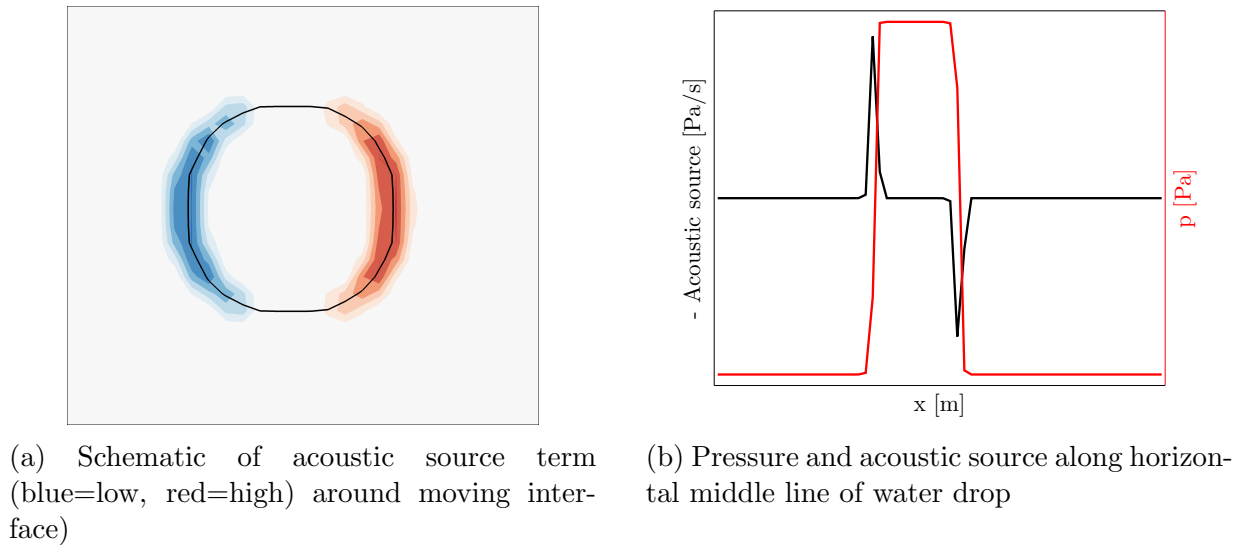 - Acoustic source [Pa/s]
p [Pa]
x [m]
(a) Schematic of acoustic source term
(blue=low, red=high) around moving inter-
face)
(b) Pressure and acoustic source along horizon-
tal middle line of water drop